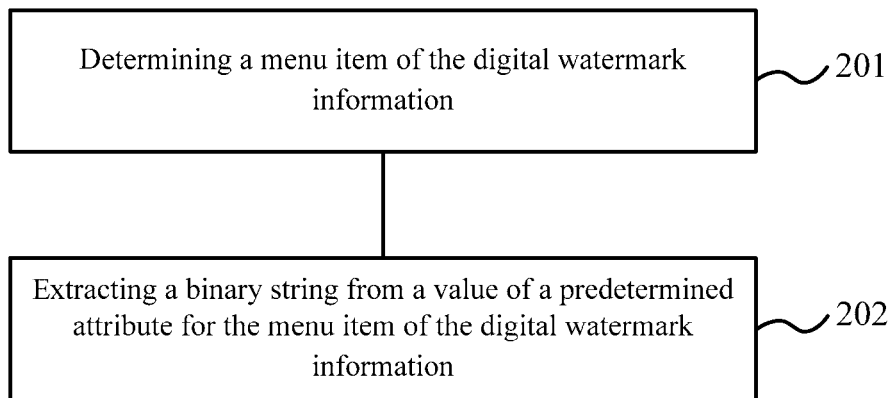 Determining a menu item of the digital watermark
information
201
Extracting a binary string from a value of a predetermined
attribute for the menu item of the digital watermark
information
202